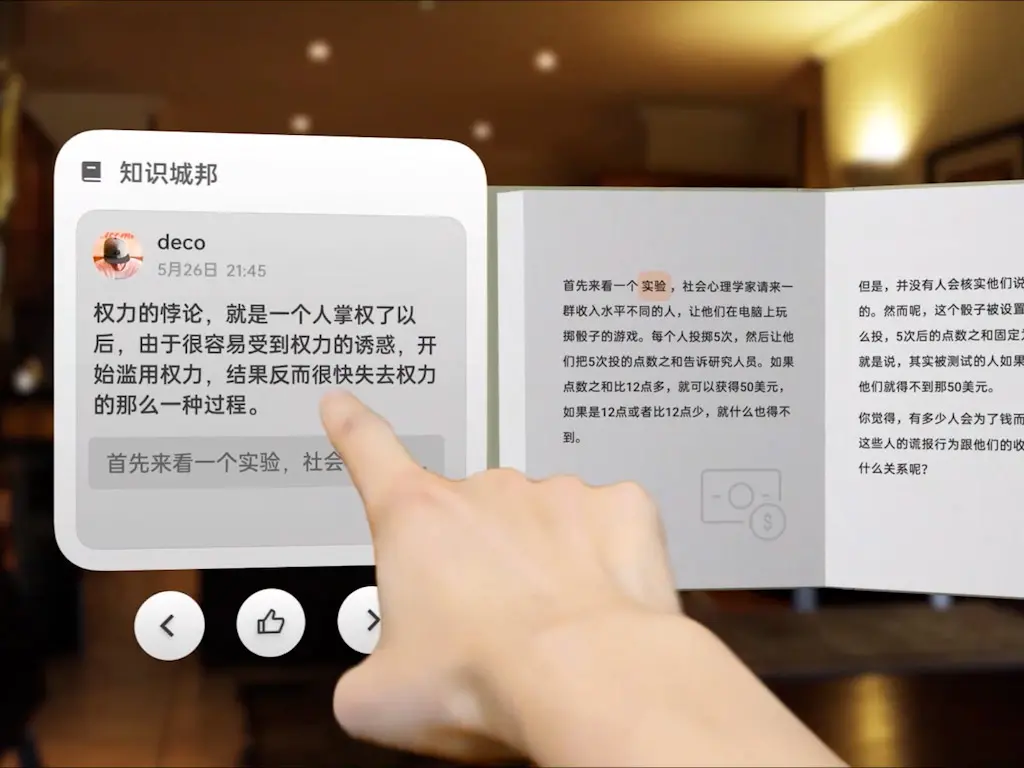 知识城邦
deco
5月26日 21:45
权力的悖论，就是一个人掌权了以
后，由于很容易受到权力的诱惑，开
始滥用权力，结果反而很快失去权力
的那么一种过程。
首先来看一个实验，社会
首先来看一个实验，社会心理学家请来一
群收入水平不同的人，让他们在电脑上玩
掷骰子的游戏。每个人投掷5次，然后让他
们把5次投的点数之和告诉研究人员。如果
点数之和比12点多，就可以获得50美元，
如果是12点或者比12点少，就什么也得不
到。
$
但是，并没有人会核实他们说
的。然而呢，这个骰子被设置
么投，5次后的点数之和固定
就是说，其实被测试的人如果
他们就得不到那50美元。
你觉得，有多少人会为了钱而
这些人的谎报行为跟他们的收
什么关系呢？